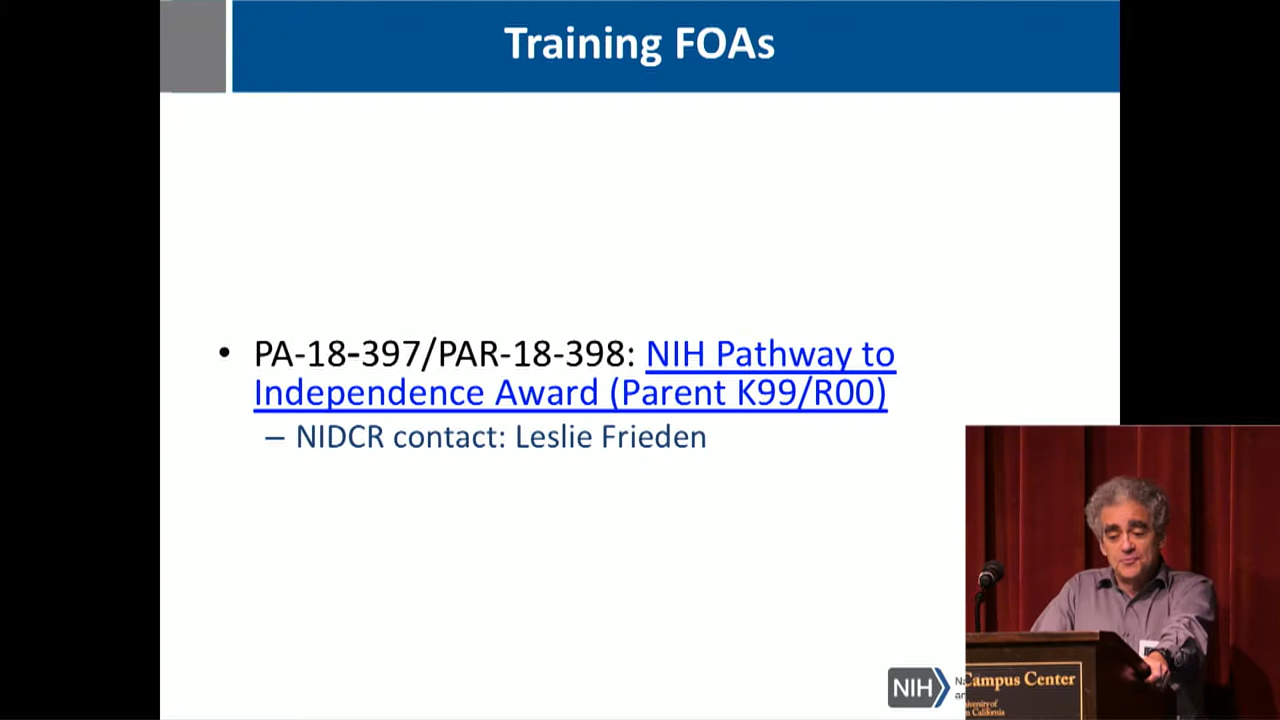 Training FOAs
• PA-18-397/PAR-18-398: NIH Pathway to
Independence Award (Parent K99/R00)
– NIDCR contact: Leslie Frieden
NIH
Campus Center
California